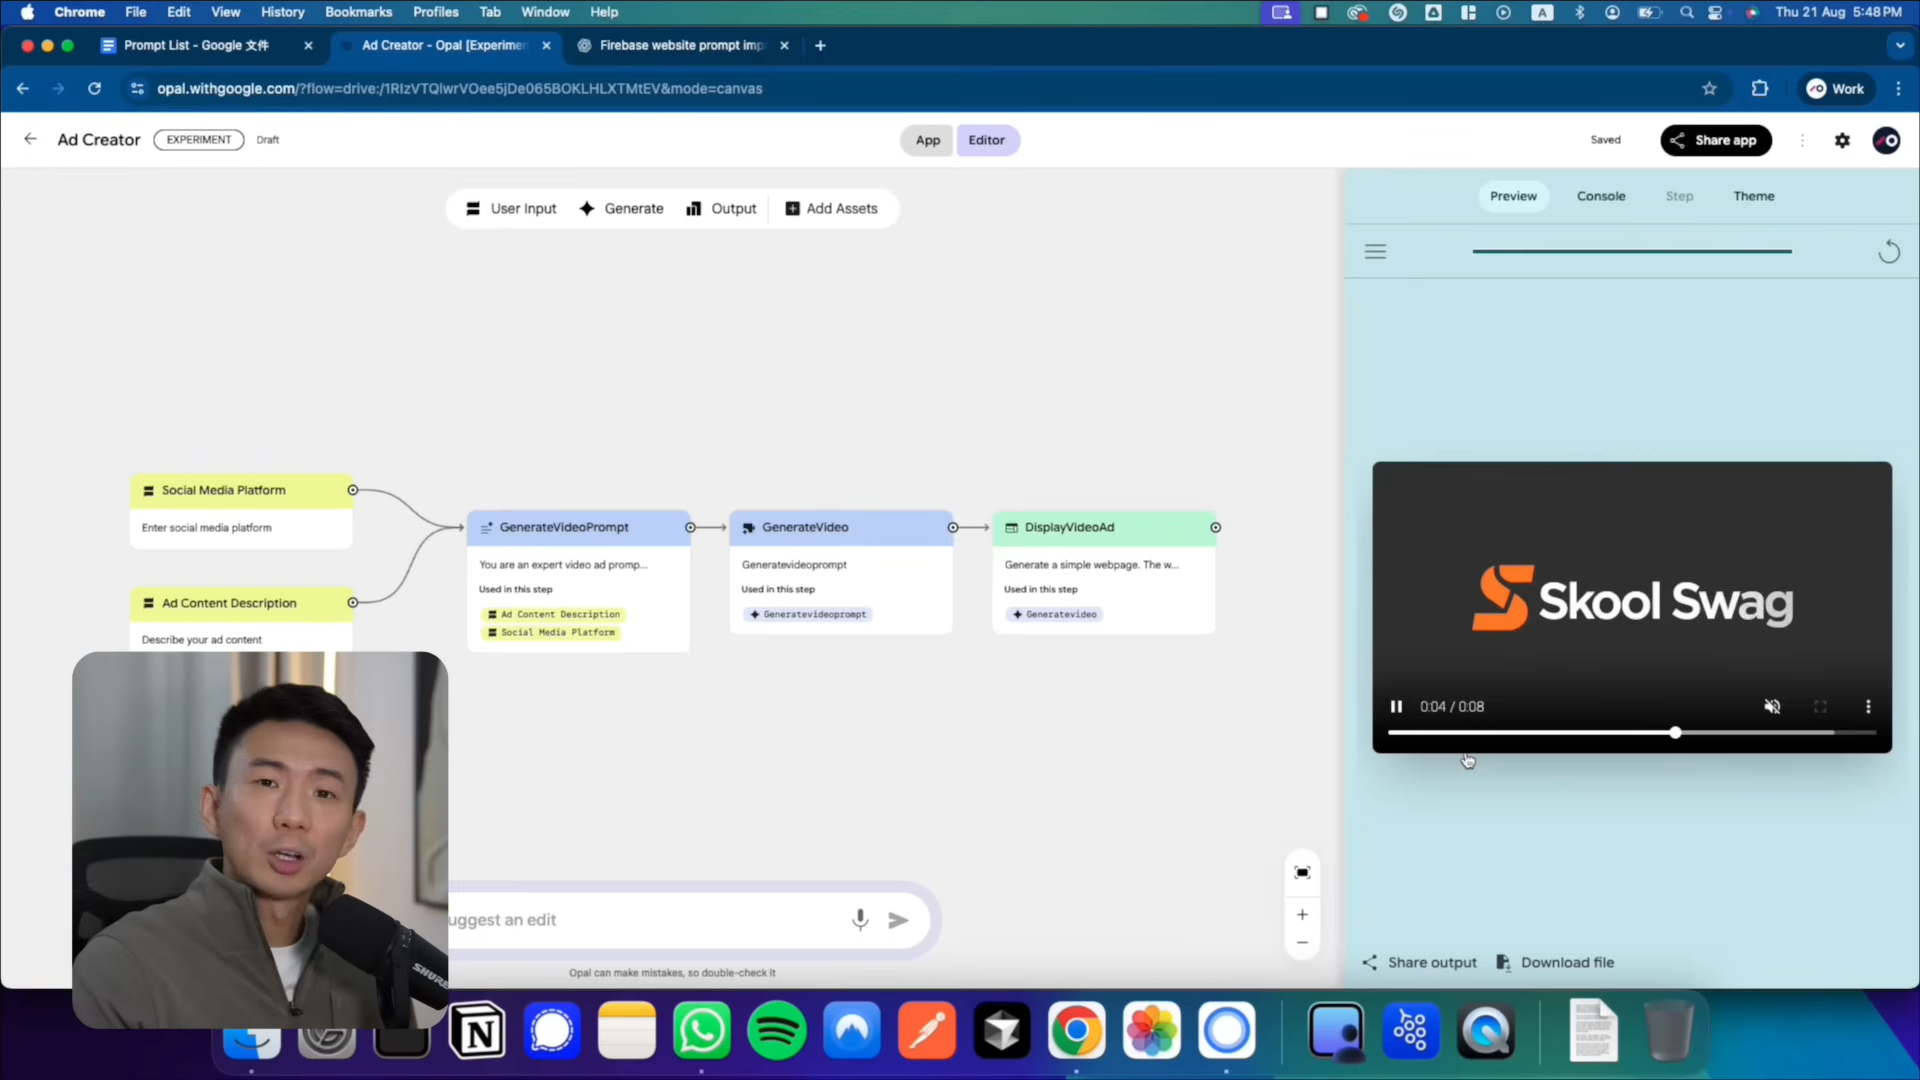 Chrome File Edit View History Bookmarks Profiles Tab Window Help
A
Thu 21 Aug 5:48 PM
Prompt List - Google 文件
Ad Creator - Opal [Experimen
Firebase website prompt imp
opal.withgoogle.com/?flow=drive:/1RIzVTQlwrVOee5jDe065BOKLHLXTMtEV&mode=canvas
Work
Ad Creator
EXPERIMENT
Draft
App
Editor
Saved
Share app
User Input
Generate
Output
Add Assets
Preview
Console
Step
Theme
Social Media Platform
Enter social media platform
Ad Content Description
Describe your ad content
GenerateVideoPrompt
You are an expert video ad promp...
Used in this step
Ad Content Description
Social Media Platform
GenerateVideo
Generatevideoprompt
Used in this step
Generatevideoprompt
DisplayVideoAd
Generate a simple webpage. The w...
Used in this step
Generatevideo
Skool Swag
0:04 / 0:08
uggest an edit
Opal can make mistakes, so double-check it
Share output
Download file
SHURE